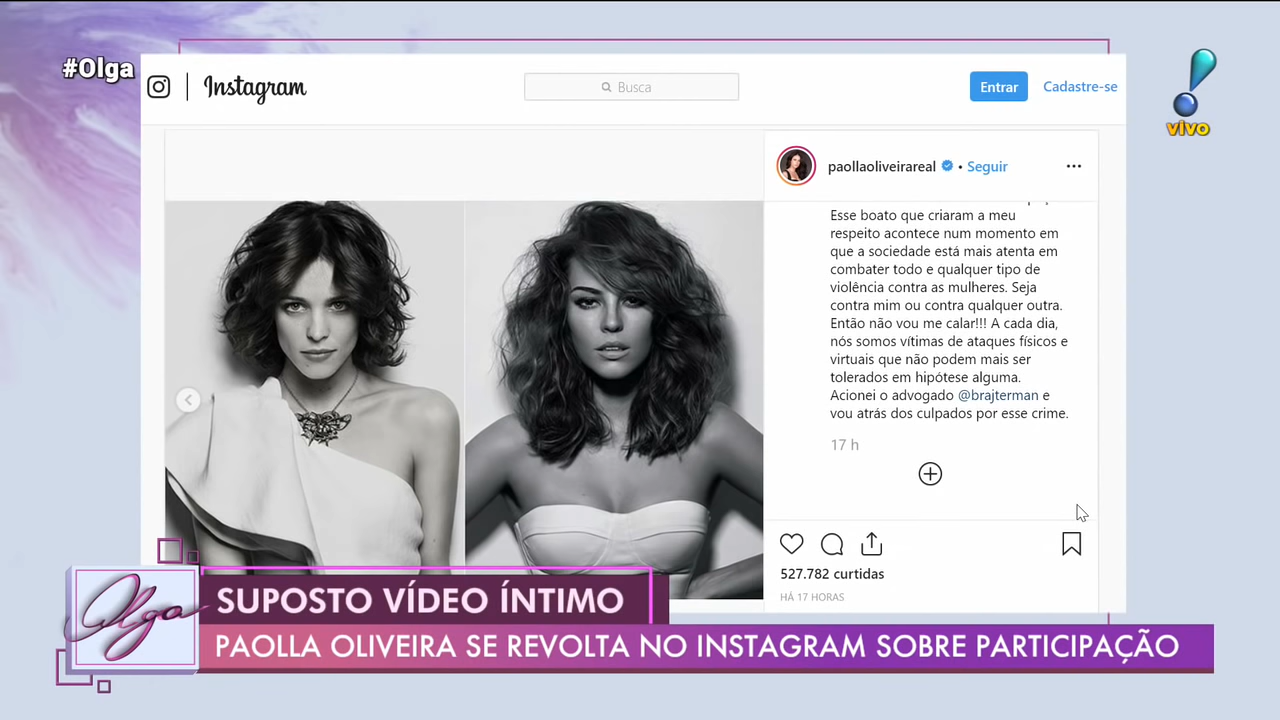 #Olga
Instagram
Busca
Entrar
Cadastre-se
vivo
paollaoliveirareal • Seguir
Esse boato que criaram a meu
respeito acontece num momento em
que a sociedade está mais atenta em
combater todo e qualquer tipo de
violência contra as mulheres. Seja
contra mim ou contra qualquer outra.
Então não vou me calar!!! A cada dia,
nós somos vítimas de ataques físicos e
virtuais que não podem mais ser
tolerados em hipótese alguma.
Acionei o advogado @brajterman e
vou atrás dos culpados por esse crime.
17 h
527.782 curtidas
HÁ 17 HORAS
Olga
SUPOSTO VÍDEO ÍNTIMO
PAOLLA OLIVEIRA SE REVOLTA NO INSTAGRAM SOBRE PARTICIPAÇÃO